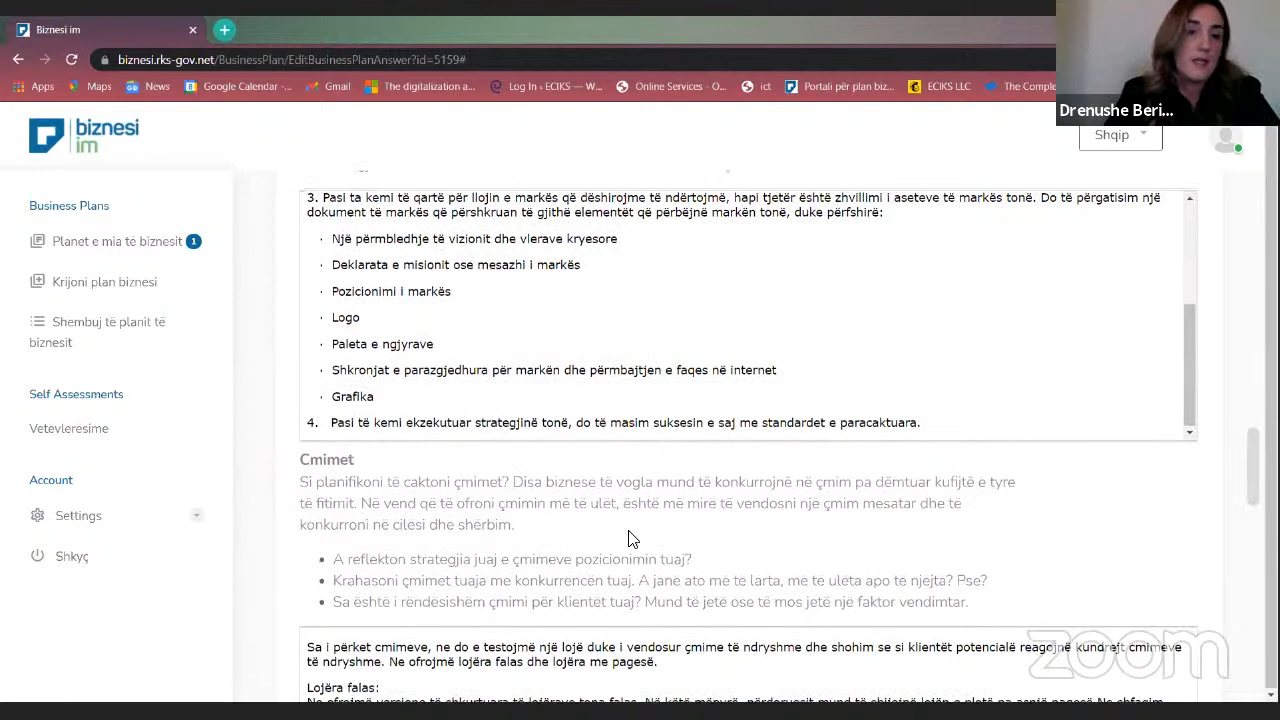 Biznesi im
biznesi.rks-gov.net/BusinessPlan/EditBusinessPlanAnswer?id=5159#
Apps
Maps
News
Google Calendar -...
Gmail
The digitalization a...
Log In ‹ ECIKS — W...
Online Services - O...
ict
Portali për plan biz...
ECIKS LLC
The Comple
Drenushe Beri...
biznesi
im
Shqip
Business Plans
Planet e mia të biznesit 1
Krijoni plan biznesi
Shembuj të planit të
biznesit
Self Assessments
Vetevlerësime
Account
Settings
Shkyç
3. Pasi ta kemi të qartë për llojin e markës që dëshirojme të ndërtojmë, hapi tjetër është zhvillimi i aseteve të markës tonë. Do të përgatisim një
dokument të markës që përshkruan të gjithë elementët që përbëjnë markën tonë, duke përfshirë:
· Një përmbledhje të vizionit dhe vlerave kryesore
· Deklarata e misionit ose mesazhi i markës
· Pozicionimi i markës
· Logo
· Paleta e ngjyrave
· Shkronjat e parazgjedhura për markën dhe përmbajtjen e faqes në internet
· Grafika
4. Pasi të kemi ekzekutuar strategjinë tonë, do të masim suksesin e saj me standardet e paracaktuara.
Cmimet
Si planifikoni të caktoni çmimet? Disa biznese të vogla mund të konkurrojnë në çmim pa dëmtuar kufijtë e tyre
të fitimit. Në vend që të ofroni çmimin më të ulët, është më mirë të vendosni një çmim mesatar dhe të
konkurroni në cilësi dhe shërbim.
• A reflekton strategjia juaj e çmimeve pozicionimin tuaj?
• Krahasoni çmimet tuaja me konkurrencën tuaj. A janë ato më të larta, më të ulëta apo të njëjta? Pse?
• Sa është i rëndësishëm çmimi për klientët tuaj? Mund të jetë ose të mos jetë një faktor vendimtar.
Sa i përket cmimeve, ne do e testojmë një lojë duke i vendosur çmime të ndryshme dhe shohim se si klientët potencialë reagojnë kundrejt cmimeve
të ndryshme. Ne ofrojmë lojëra falas dhe lojëra me pagesë.
Lojëra falas:
zoom